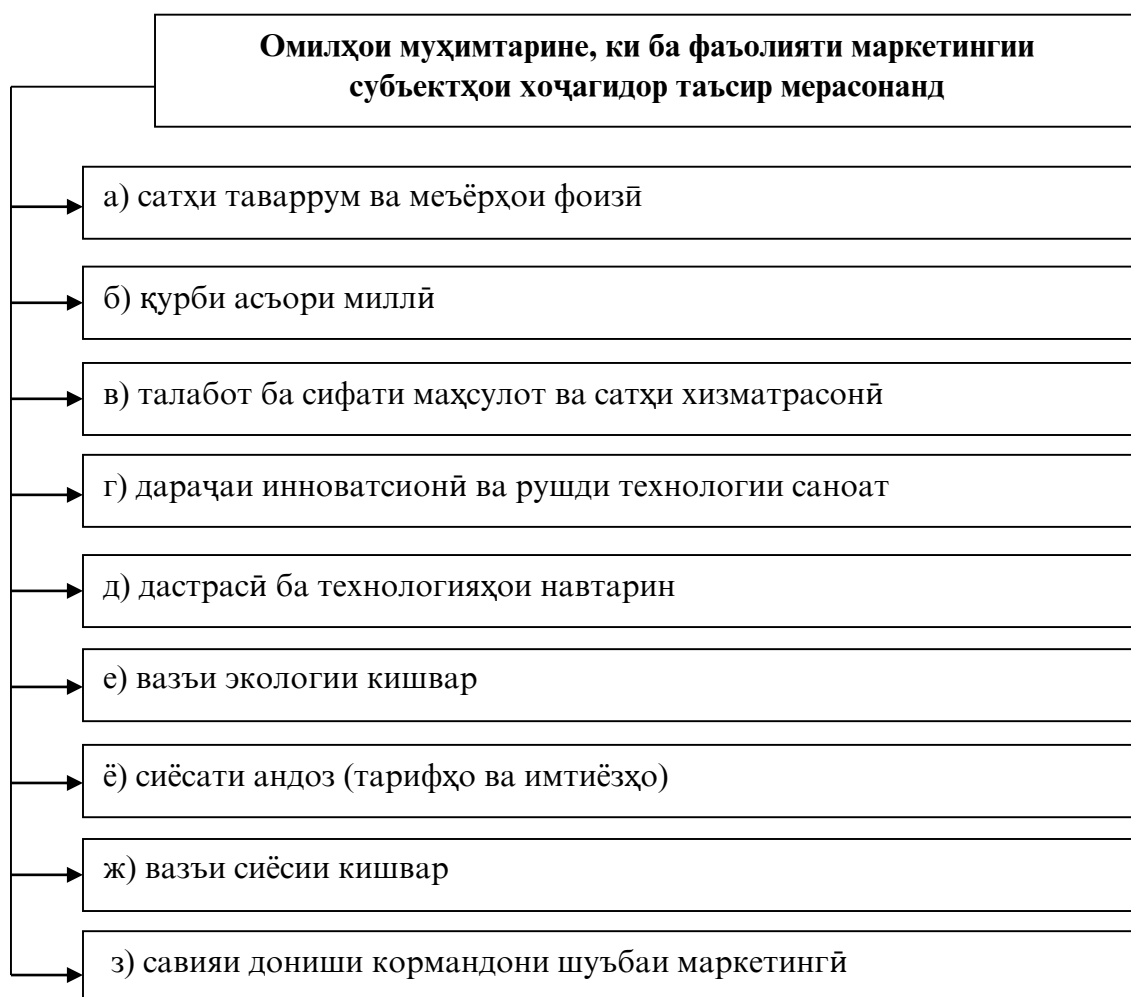 Омилҳои муҳимтарине, ки ба фаъолияти маркетингии
субъектҳои хоҷагидор таъсир мерасонанд
а) сатҳи таваррум ва меъёрҳои фоизӣ
б) қурби асъори миллӣ
в) талабот ба сифати маҳсулот ва сатҳи хизматрасонӣ
г) дараҷаи инноватсионӣ ва рушди технологии саноат
д) дастрасӣ ба технологияҳои навтарин
е) вазъи экологии кишвар
ё) сиёсати андоз (тарифҳо ва имтиёзҳо)
ж) вазъи сиёсии кишвар
з) савияи дониши кормандони шуъбаи маркетингӣ